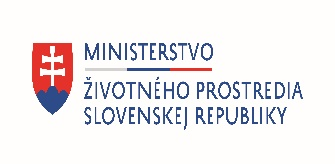 MINISTERSTVO
ŽIVOTNÉHO PROSTREDIA
SLOVENSKEJ REPUBLIKY